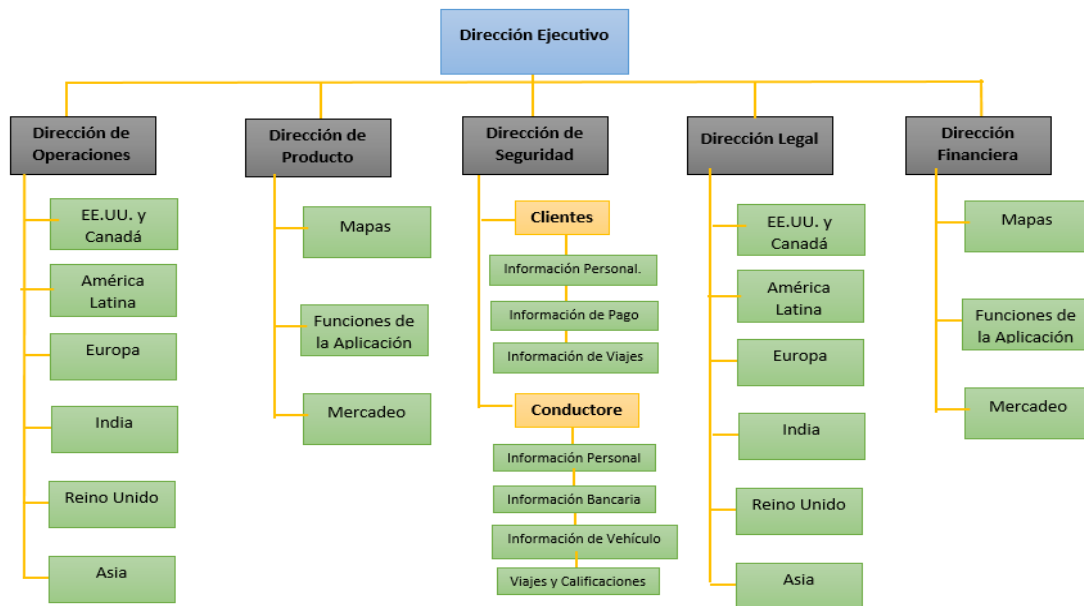 Dirección Ejecutivo
Dirección de
Operaciones
EE.UU. y
Canadá
América
Latina
Europa
India
Reino Unido
Asia
Dirección de
Producto
Mapas
Funciones de
la Aplicación
Mercadeo
Dirección de
Seguridad
Clientes
Información Personal.
Información de Pago
Información de Viajes
Conductore
Información Personal
Información Bancaria
Información de Vehículo
Viajes y Calificaciones
Dirección Legal
EE.UU. y
Canadá
América
Latina
Europa
India
Reino Unido
Asia
Dirección
Financiera
Mapas
Funciones de
la Aplicación
Mercadeo